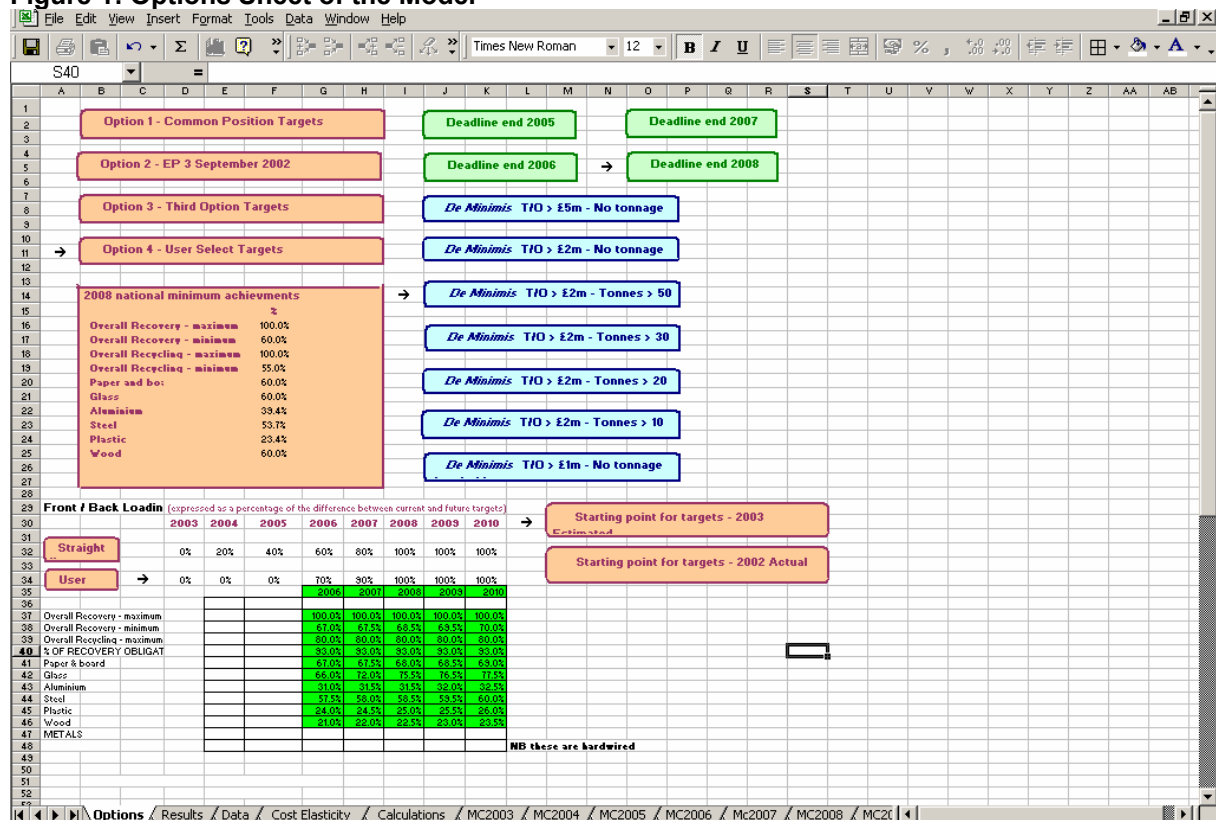 Figure 1: Options Sheet of the Model
File Edit View Insert Format Tools Data Window Help
Times New Roman 12 B I U
S40 =
A B C D E F G H I J K L M N O P Q R S T U V W X Y Z AA AB
Option 1 - Common Position Targets
Deadline end 2005
Deadline end 2007
Option 2 - EP 3 September 2002
Deadline end 2006
→
Deadline end 2008
Option 3 - Third Option Targets
De Minimis T/O > £5m - No tonnage
→
Option 4 - User Select Targets
De Minimis T/O > £2m - No tonnage
2008 national minimum achievments
→
De Minimis T/O > £2m - Tonnes > 50
%
Overall Recovery - maximum 100.0%
Overall Recovery - minimum 60.0%
De Minimis T/O > £2m - Tonnes > 30
Overall Recycling - maximum 100.0%
Overall Recycling - minimum 55.0%
Paper and bo: 60.0%
De Minimis T/O > £2m - Tonnes > 20
Glass 60.0%
Aluminium 39.4%
Steel 53.7%
De Minimis T/O > £2m - Tonnes > 10
Plastic 23.4%
Wood 60.0%
De Minimis T/O > £1m - No tonnage
Front / Back Loadin (expressed as a percentage of the difference between current and future targets)
2003 2004 2005 2006 2007 2008 2009 2010
→
Starting point for targets - 2003
Estimated
Straight 0% 20% 40% 60% 80% 100% 100% 100%
Starting point for targets - 2002 Actual
User → 0% 0% 0% 70% 90% 100% 100% 100%
2006 2007 2008 2009 2010
Overall Recovery - maximum 100.0% 100.0% 100.0% 100.0% 100.0%
Overall Recovery - minimum 67.0% 67.5% 68.5% 69.5% 70.0%
Overall Recycling - maximum 80.0% 80.0% 80.0% 80.0% 80.0%
% OF RECOVERY OBLIGAT 93.0% 93.0% 93.0% 93.0% 93.0%
Paper & board 67.0% 67.5% 68.0% 68.5% 69.0%
Glass 66.0% 72.0% 75.5% 76.5% 77.5%
Aluminium 31.0% 31.5% 31.5% 32.0% 32.5%
Steel 57.5% 58.0% 58.5% 59.5% 60.0%
Plastic 24.0% 24.5% 25.0% 25.5% 26.0%
Wood 21.0% 22.0% 22.5% 23.0% 23.5%
METALS
NB these are hardwired
Options / Results / Data / Cost Elasticity / Calculations / MC2003 / MC2004 / MC2005 / MC2006 / Mc2007 / MC2008 / MC20